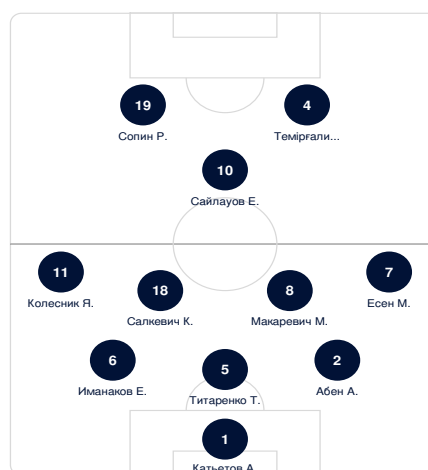 19
4
Сопин Р.
Темірғали...
10
Сайлауов Е.
11
7
Колесник Я.
Есен М.
18
8
Салкевич К.
Макаревич М.
6
5
2
Иманаков Е.
Титаренко Т.
Абен А.
1
Катьетов А.